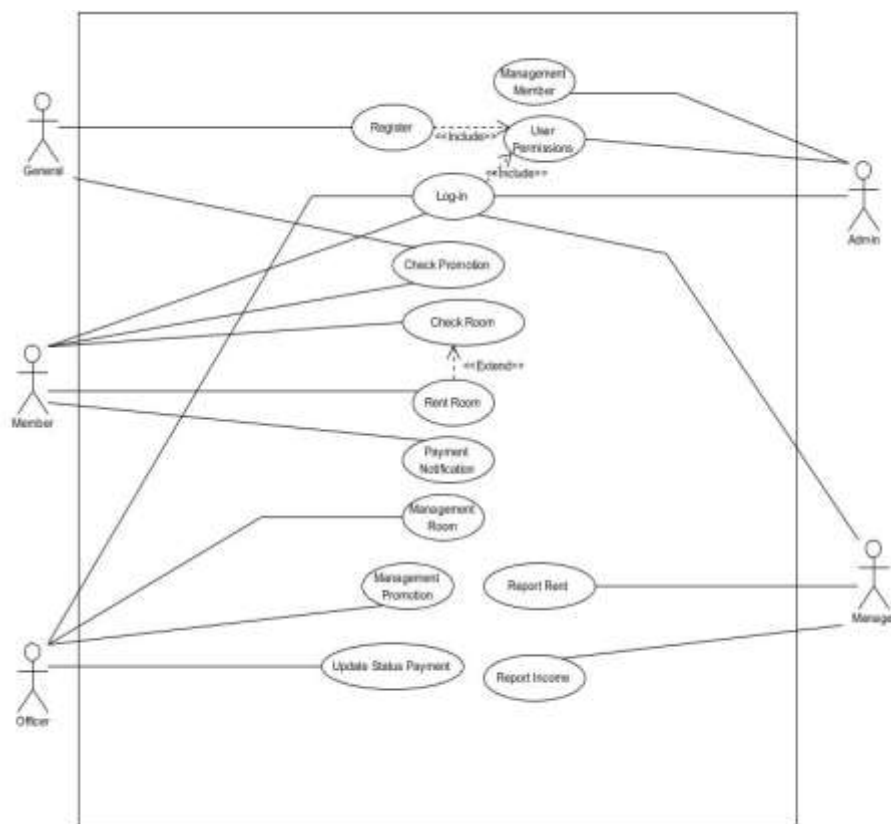 Management
Member
Register
<<Include>>
User
Permissions
General
<<Include>>
Log-in
Admin
Check Promotion
Check Room
<<Extend>>
Member
Rent Room
Payment
Notification
Management
Room
Management
Promotion
Report Rent
Manage
Update Status Payment
Report Income
Officer